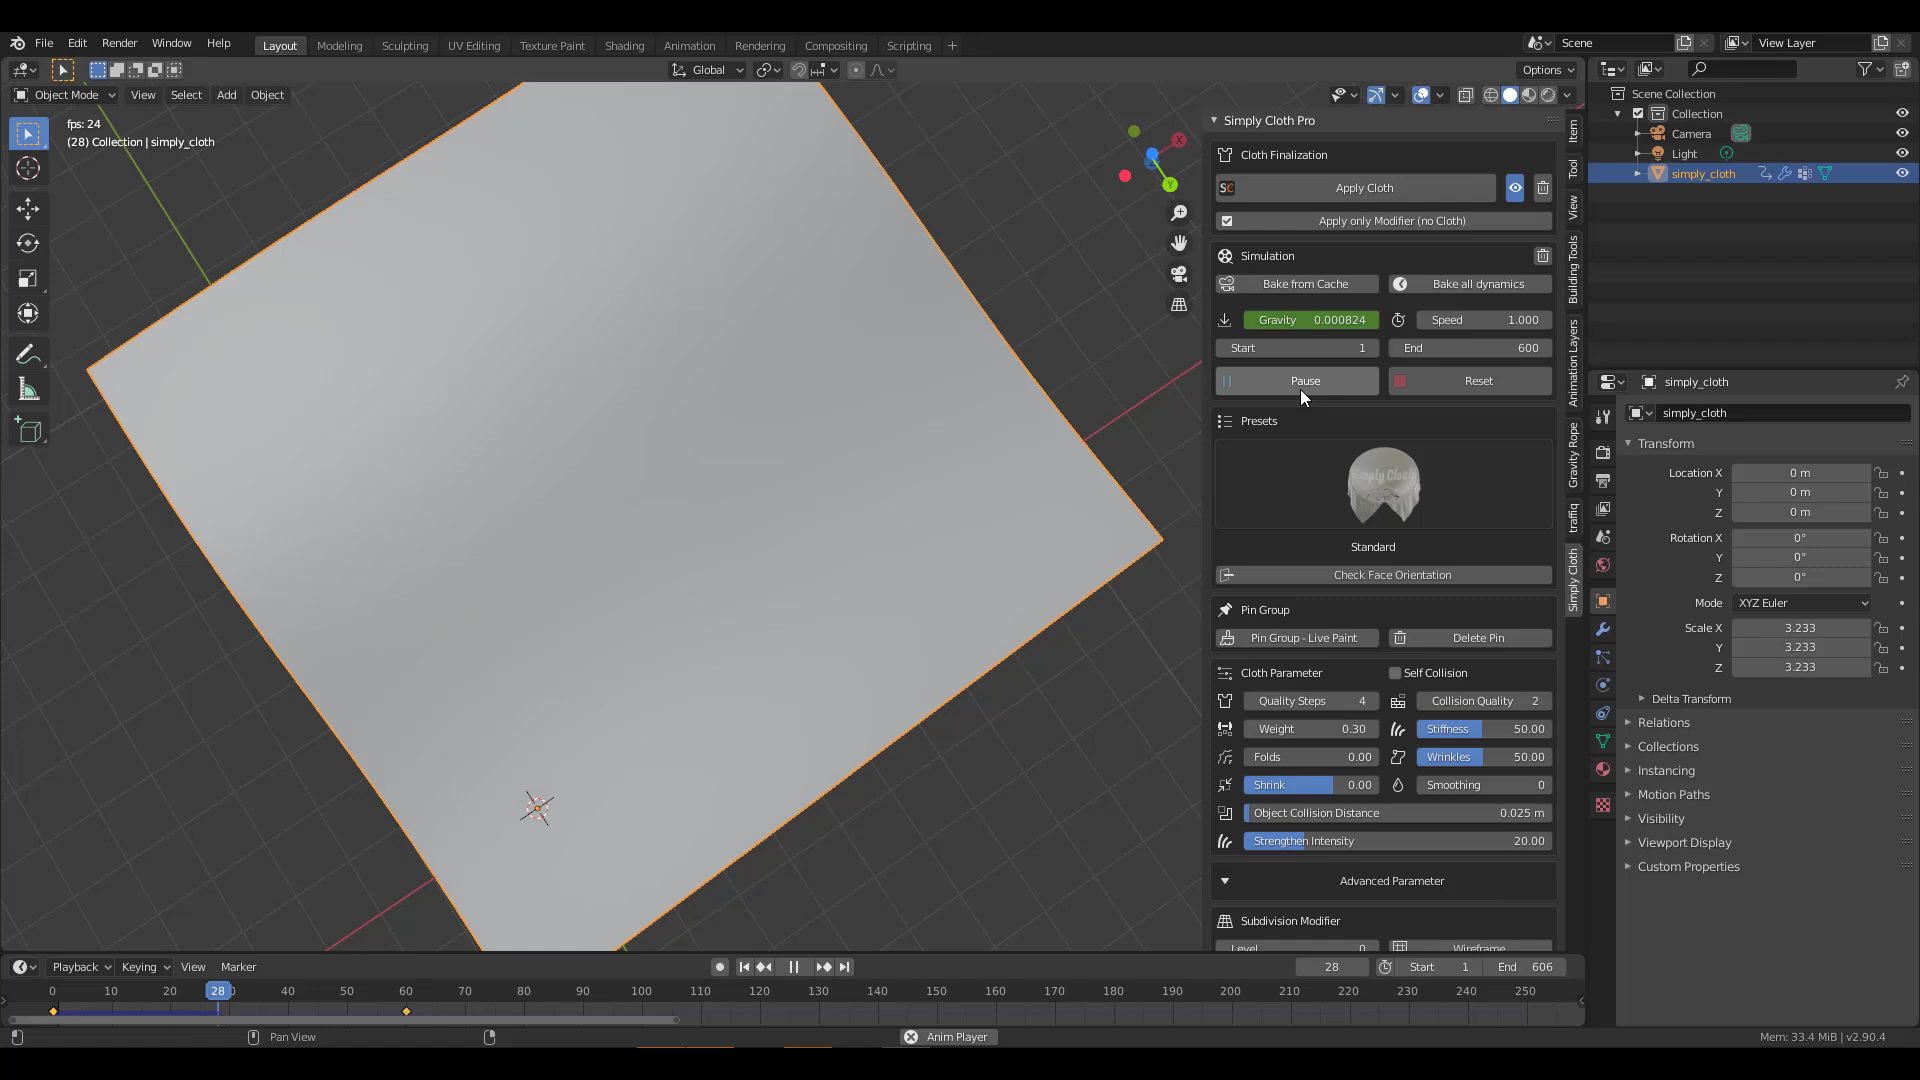 File Edit Render Window Help Layout Modeling Sculpting UV Editing Texture Paint Shading Animation Rendering Compositing Scripting + Scene View Layer
Global Options
Object Mode View Select Add Object
fps: 24
(28) Collection | simply_cloth
X
Y
Simply Cloth Pro
Cloth Finalization
SC Apply Cloth
Apply only Modifier (no Cloth)
Simulation
Bake from Cache Bake all dynamics
Gravity 0.000824 Speed 1.000
Start 1 End 600
Pause Reset
Presets
Simply Cloth
Standard
Check Face Orientation
Pin Group
Pin Group - Live Paint Delete Pin
Cloth Parameter Self Collision
Quality Steps 4 Collision Quality 2
Weight 0.30 Stiffness 50.00
Folds 0.00 Wrinkles 50.00
Shrink 0.00 Smoothing 0
Object Collision Distance 0.025 m
Strengthen Intensity 20.00
Advanced Parameter
Subdivision Modifier
Level 0 Wireframe
Item
Tool
View
Building Tools
Animation Layers
Gravity Rope
traffiq
Simply Cloth
Scene Collection
Collection
Camera
Light
simply_cloth
simply_cloth
simply_cloth
Transform
Location X 0 m
Y 0 m
Z 0 m
Rotation X 0°
Y 0°
Z 0°
Mode XYZ Euler
Scale X 3.233
Y 3.233
Z 3.233
Delta Transform
Relations
Collections
Instancing
Motion Paths
Visibility
Viewport Display
Custom Properties
Playback Keying View Marker 28 Start 1 End 606
0 10 20 28 40 50 60 70 80 90 100 110 120 130 140 150 160 170 180 190 200 210 220 230 240 250
Pan View Anim Player Mem: 33.4 MiB | v2.90.4